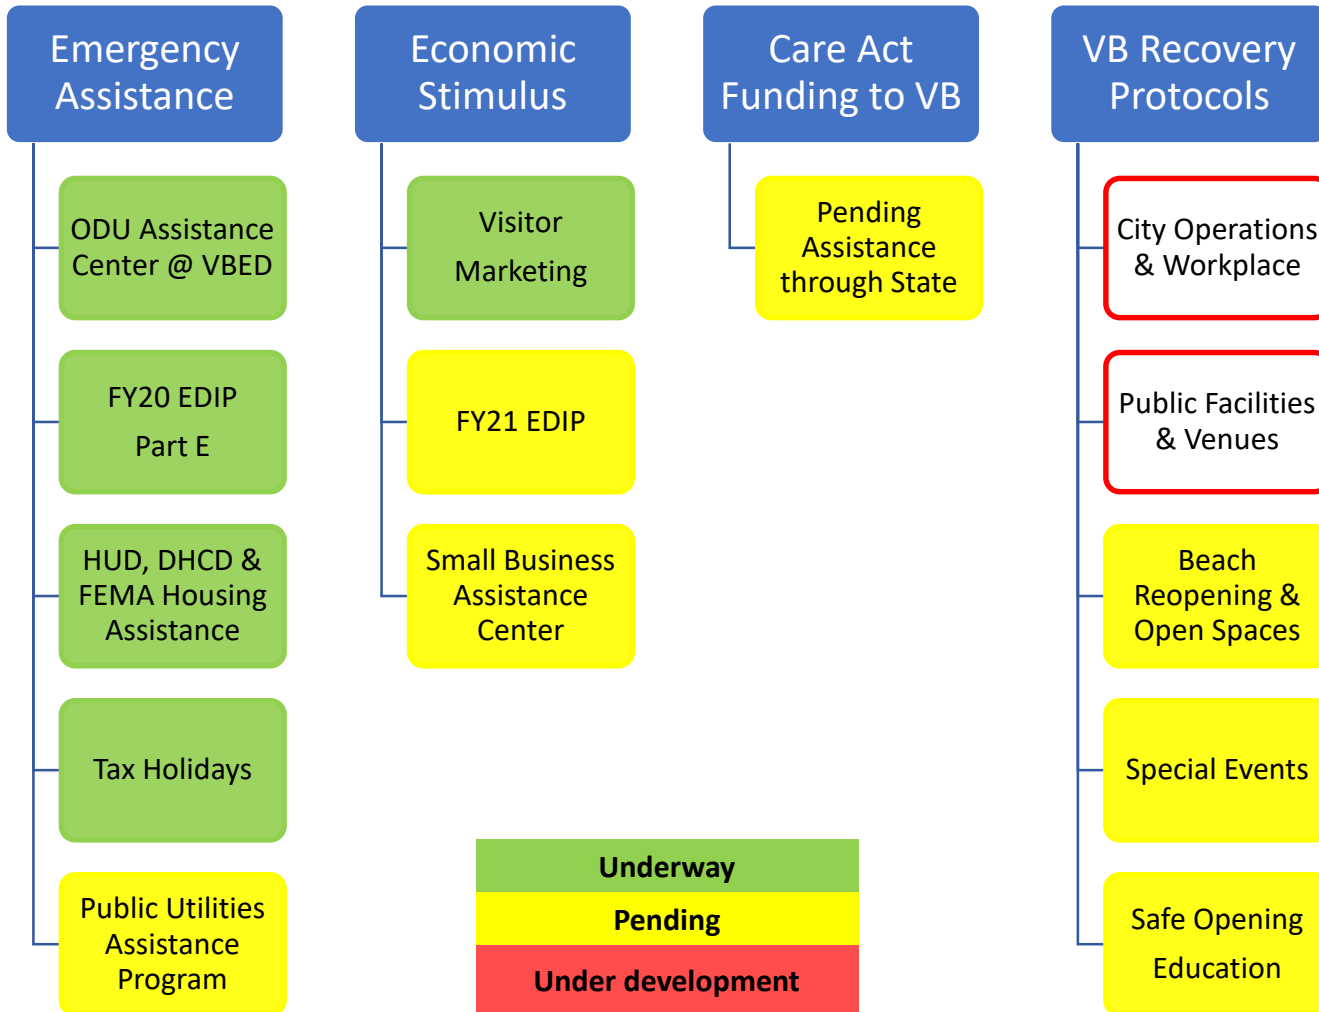 Emergency
Assistance
ODU Assistance
Center @ VBED
FY20 EDIP
Part E
HUD, DHCD &
FEMA Housing
Assistance
Tax Holidays
Public Utilities
Assistance
Program
Economic
Stimulus
Visitor
Marketing
FY21 EDIP
Small Business
Assistance
Center
Care Act
Funding to VB
Pending
Assistance
through State
VB Recovery
Protocols
City Operations
& Workplace
Public Facilities
& Venues
Beach
Reopening &
Open Spaces
Special Events
Safe Opening
Education
Underway
Pending
Under development